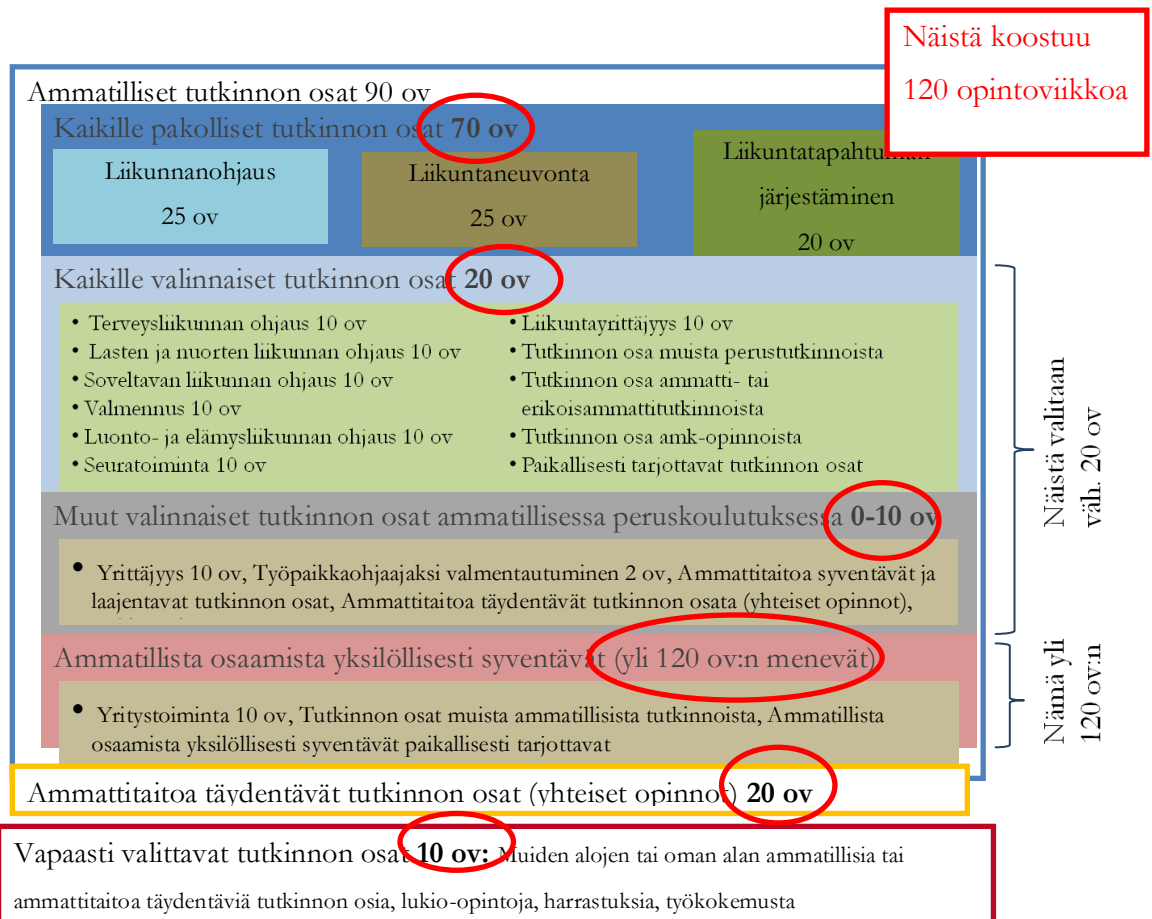 Näistä koostuu
120 opintoviikkoa
Ammatilliset tutkinnon osat 90 ov
Kaikille pakolliset tutkinnon osat 70 ov
Liikunnanohjaus
25 ov
Liikuntaneuvonta
25 ov
Liikuntatapahtuman
järjestäminen
20 ov
Kaikille valinnaiset tutkinnon osat 20 ov
• Terveysliikunnan ohjaus 10 ov
• Lasten ja nuorten liikunnan ohjaus 10 ov
• Soveltavan liikunnan ohjaus 10 ov
• Valmennus 10 ov
• Luonto- ja elämysliikunnan ohjaus 10 ov
• Seuratoiminta 10 ov
• Liikuntayrittäjyys 10 ov
• Tutkinnon osa muista perustutkinnoista
• Tutkinnon osa ammatti- tai
erikoisammattitutkinnoista
• Tutkinnon osa amk-opinnoista
• Paikallisesti tarjottavat tutkinnon osat
Näistä valitaan
väh. 20 ov
Muut valinnaiset tutkinnon osat ammatillisessa peruskoulutuksessa 0-10 ov
• Yrittäjyys 10 ov, Työpaikkaohjaajaksi valmentautuminen 2 ov, Ammattitaitoa syventävät ja
laajentavat tutkinnon osat, Ammattitaitoa täydentävät tutkinnon osata (yhteiset opinnot),
Ammatillista osaamista yksilöllisesti syventävät (yli 120 ov:n menevät)
• Yritystoiminta 10 ov, Tutkinnon osat muista ammatillisista tutkinnoista, Ammatillista
osaamista yksilöllisesti syventävät paikallisesti tarjottavat
Nämä yli
120 ov:n
Ammattitaitoa täydentävät tutkinnon osat (yhteiset opinnot) 20 ov
Vapaasti valittavat tutkinnon osat 10 ov: Muiden alojen tai oman alan ammatillisia tai
ammattitaitoa täydentäviä tutkinnon osia, lukio-opintoja, harrastuksia, työkokemusta